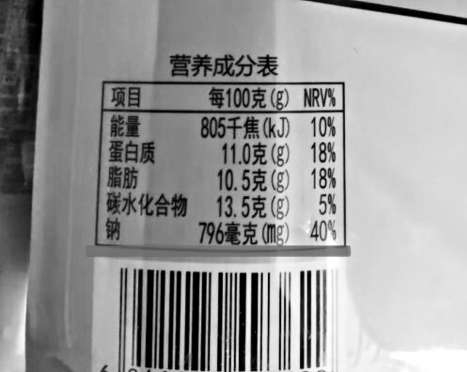 营养成分表
项目 每100克(g) NRV%
能量 805千焦(kJ) 10%
蛋白质 11.0克(g) 18%
脂肪 10.5克(g) 18%
碳水化合物 13.5克(g) 5%
钠 796毫克(mg) 40%